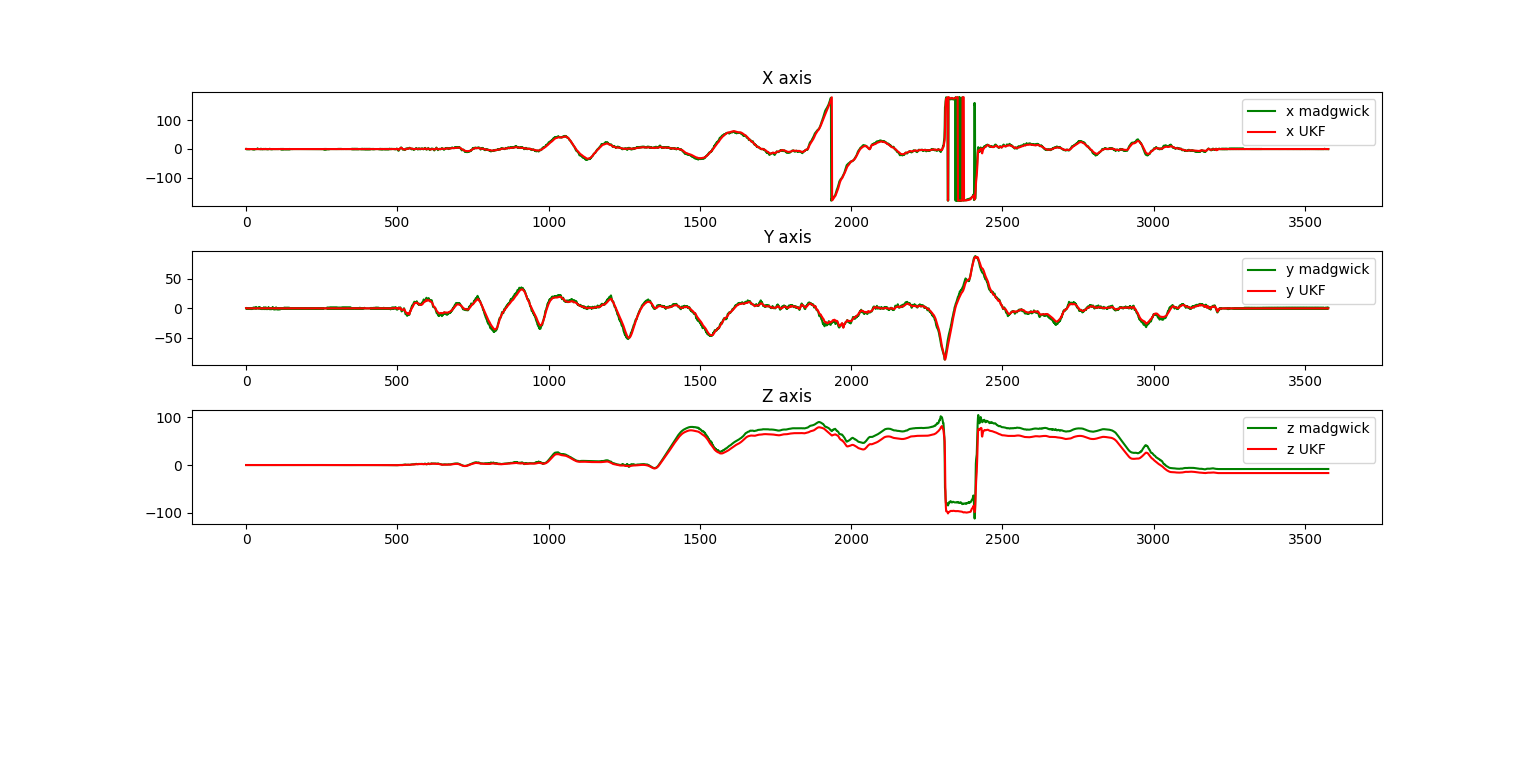 X axis
100
0
−100
x madgwick
x UKF
0 500 1000 1500 2000 2500 3000 3500
Y axis
50
0
−50
y madgwick
y UKF
0 500 1000 1500 2000 2500 3000 3500
Z axis
100
0
−100
z madgwick
z UKF
0 500 1000 1500 2000 2500 3000 3500